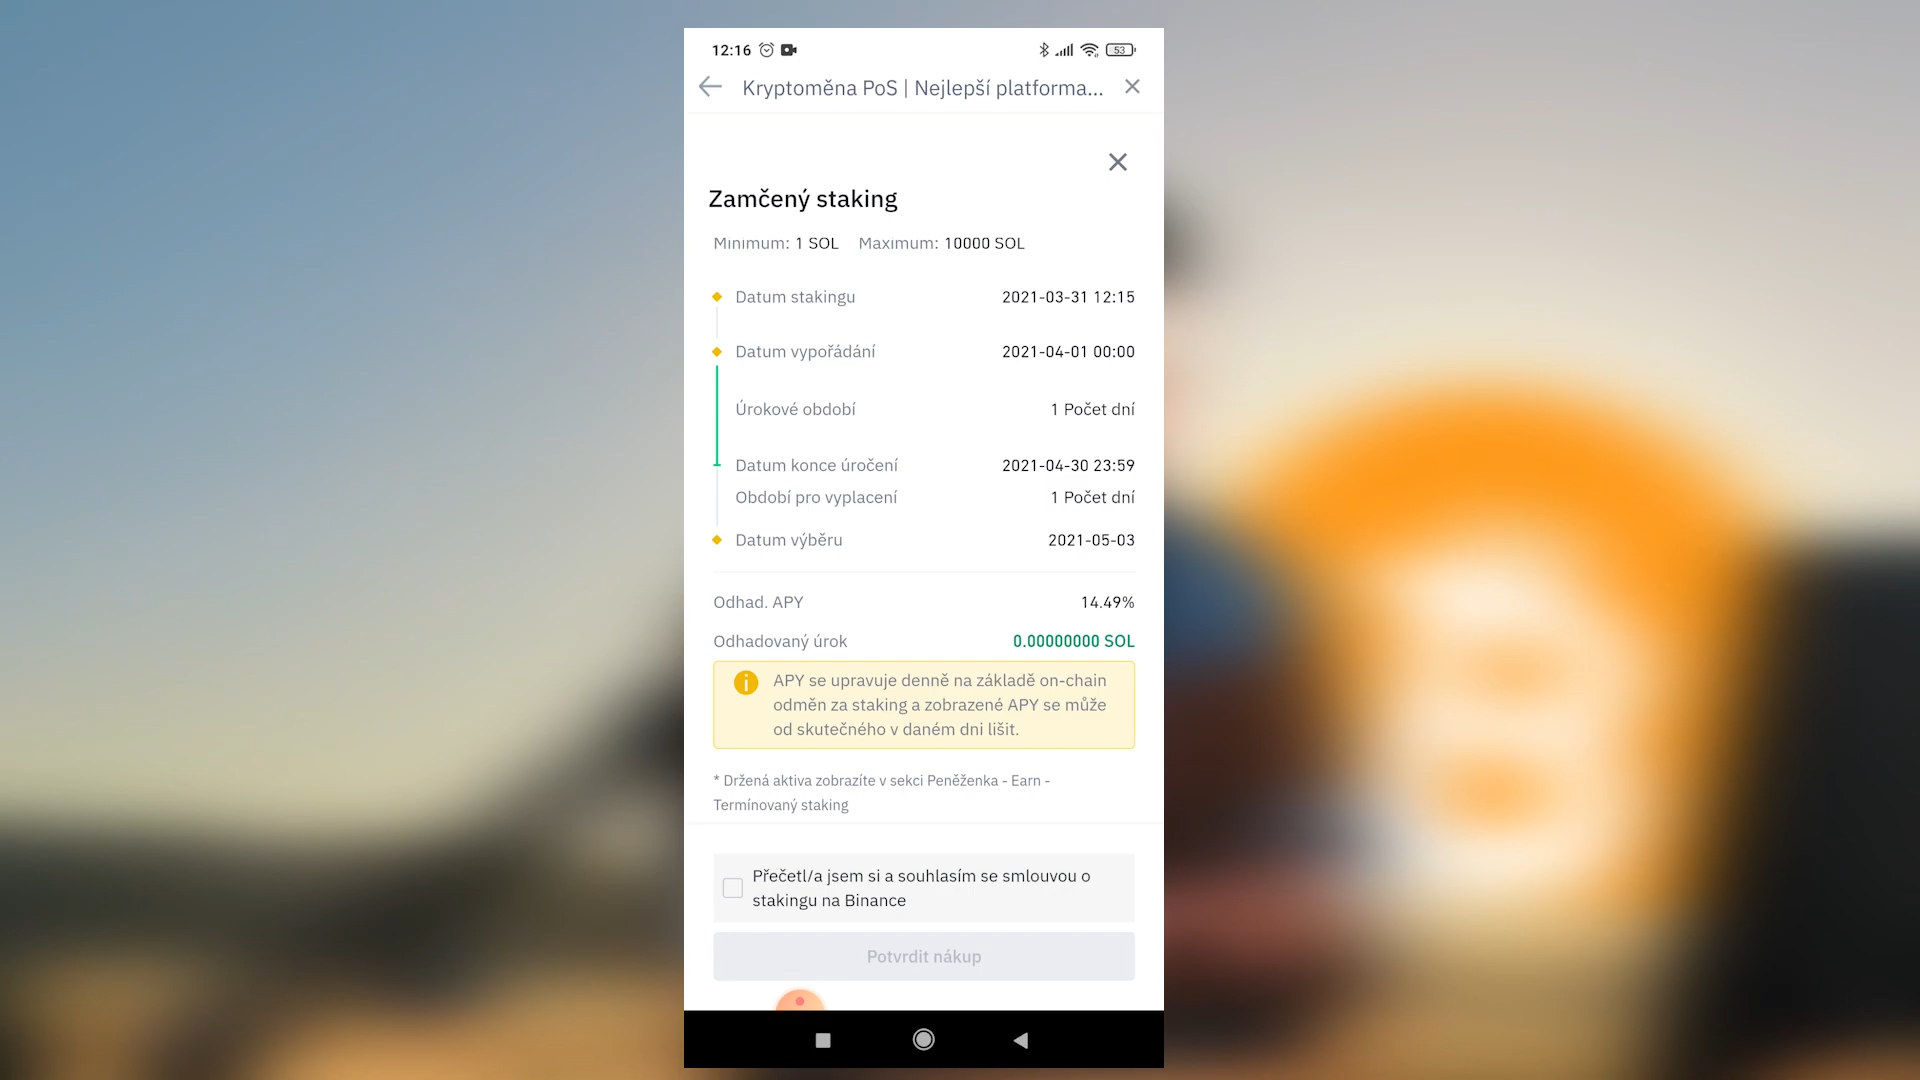 12:16
53
Kryptoměna PoS | Nejlepší platforma...
Zamčený staking
Minimum: 1 SOL Maximum: 10000 SOL
Datum stakingu 2021-03-31 12:15
Datum vypořádání 2021-04-01 00:00
Úrokové období 1 Počet dní
Datum konce úročení 2021-04-30 23:59
Období pro vyplacení 1 Počet dní
Datum výběru 2021-05-03
Odhad. APY 14.49%
Odhadovaný úrok 0.00000000 SOL
APY se upravuje denně na základě on-chain
odměn za staking a zobrazené APY se může
od skutečného v daném dni lišit.
* Držená aktiva zobrazíte v sekci Peněženka - Earn -
Termínovaný staking
Přečetl/a jsem si a souhlasím se smlouvou o
stakingu na Binance
Potvrdit nákup